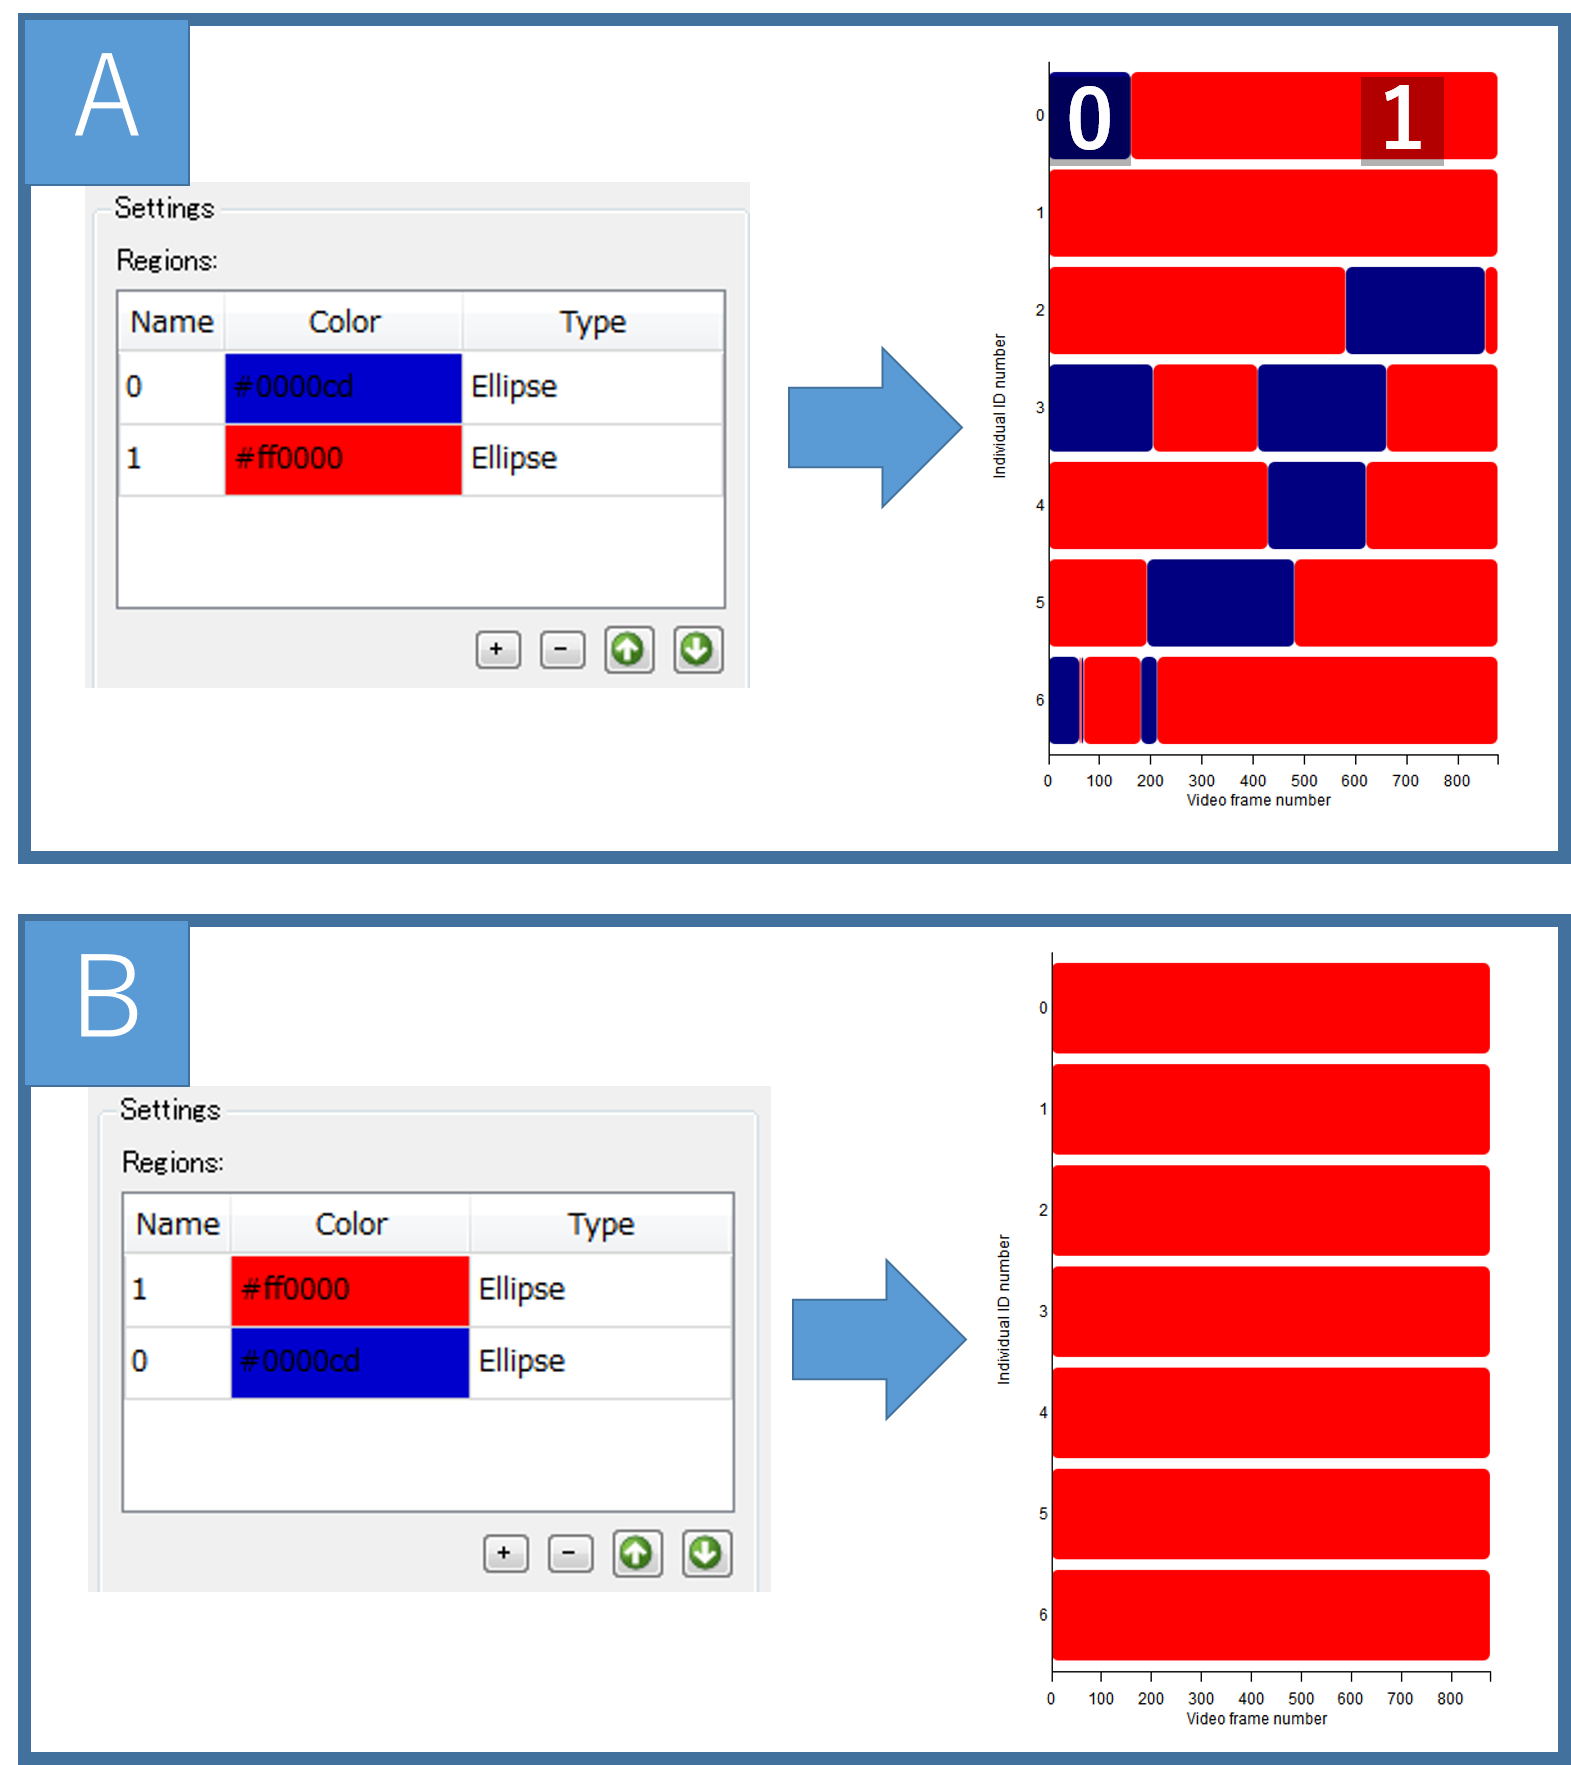 A
Settings
Regions:
Name Color Type
0 #0000cd Ellipse
1 #ff0000 Ellipse
+ -
0 1
0
1
2
3
4
5
6
Individual ID number
0 100 200 300 400 500 600 700 800
Video frame number
B
Settings
Regions:
Name Color Type
1 #ff0000 Ellipse
0 #0000cd Ellipse
+ -
0
1
2
3
4
5
6
Individual ID number
0 100 200 300 400 500 600 700 800
Video frame number